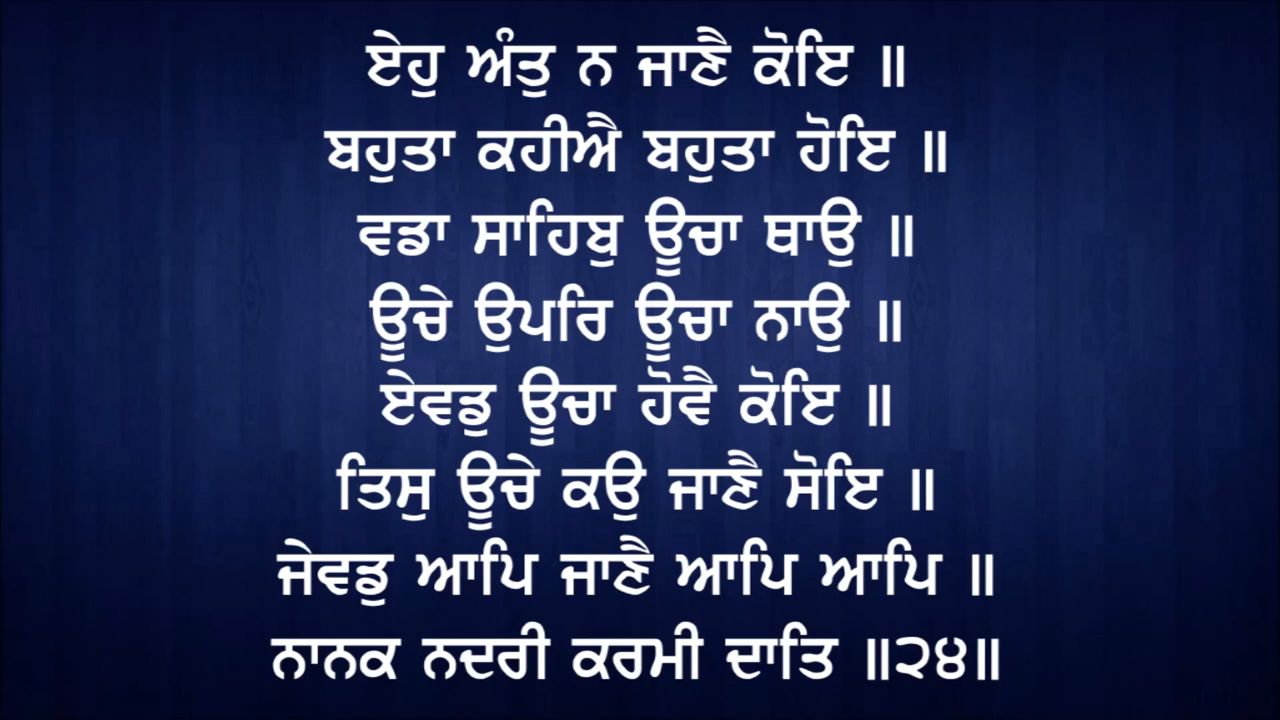 ਏਹੁ ਅੰਤੁ ਨ ਜਾਣੈ ਕੋਇ ॥
ਬਹੁਤਾ ਕਹੀਐ ਬਹੁਤਾ ਹੋਇ ॥
ਵਡਾ ਸਾਹਿਬੁ ਊਚਾ ਥਾਉ ॥
ਊਚੇ ਉਪਰਿ ਊਚਾ ਨਾਉ ॥
ਏਵਡੁ ਊਚਾ ਹੋਵੈ ਕੋਇ ॥
ਤਿਸੁ ਊਚੇ ਕਉ ਜਾਣੈ ਸੋਇ ॥
ਜੇਵਡੁ ਆਪਿ ਜਾਣੈ ਆਪਿ ਆਪਿ ॥
ਨਾਨਕ ਨਦਰੀ ਕਰਮੀ ਦਾਤਿ ॥੨੪॥